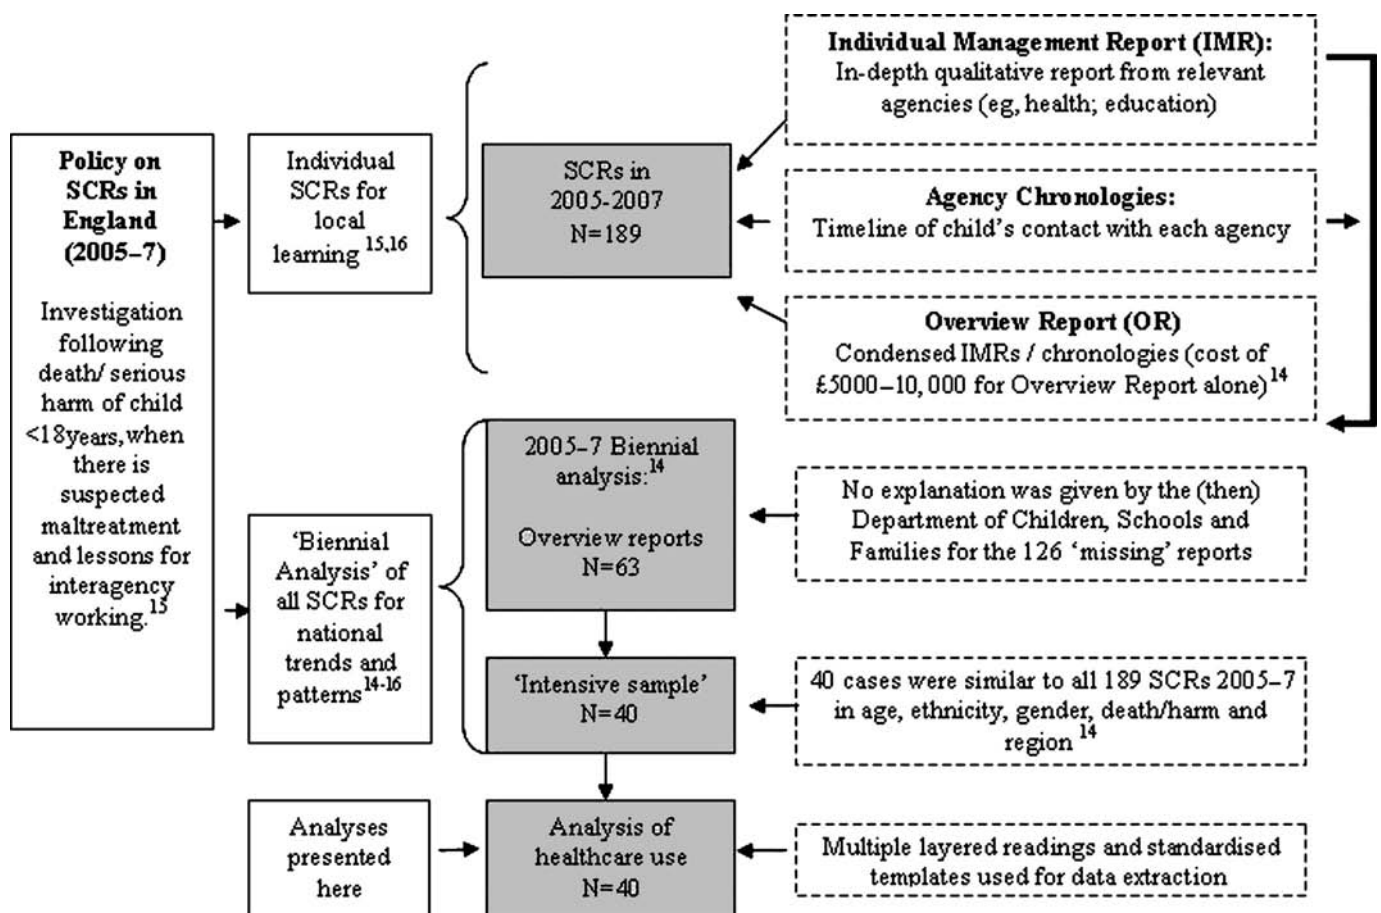 Policy on
SCRs in
England
(2005–7)
Investigation
following
death/ serious
harm of child
<18years, when
there is
suspected
maltreatment
and lessons for
interagency
working.15
Individual
SCRs for
local
learning 15,16
SCRs in
2005-2007
N=189
Individual Management Report (IMR):
In-depth qualitative report from relevant
agencies (eg, health; education)
Agency Chronologies:
Timeline of child's contact with each agency
Overview Report (OR)
Condensed IMRs / chronologies (cost of
£5000–10, 000 for Overview Report alone)14
'Biennial
Analysis' of
all SCRs for
national
trends and
patterns14-16
2005–7 Biennial
analysis:14
Overview reports
N=63
No explanation was given by the (then)
Department of Children, Schools and
Families for the 126 'missing' reports
'Intensive sample'
N=40
40 cases were similar to all 189 SCRs 2005–7
in age, ethnicity, gender, death/harm and
region 14
Analyses
presented
here
Analysis of
healthcare use
N=40
Multiple layered readings and standardised
templates used for data extraction